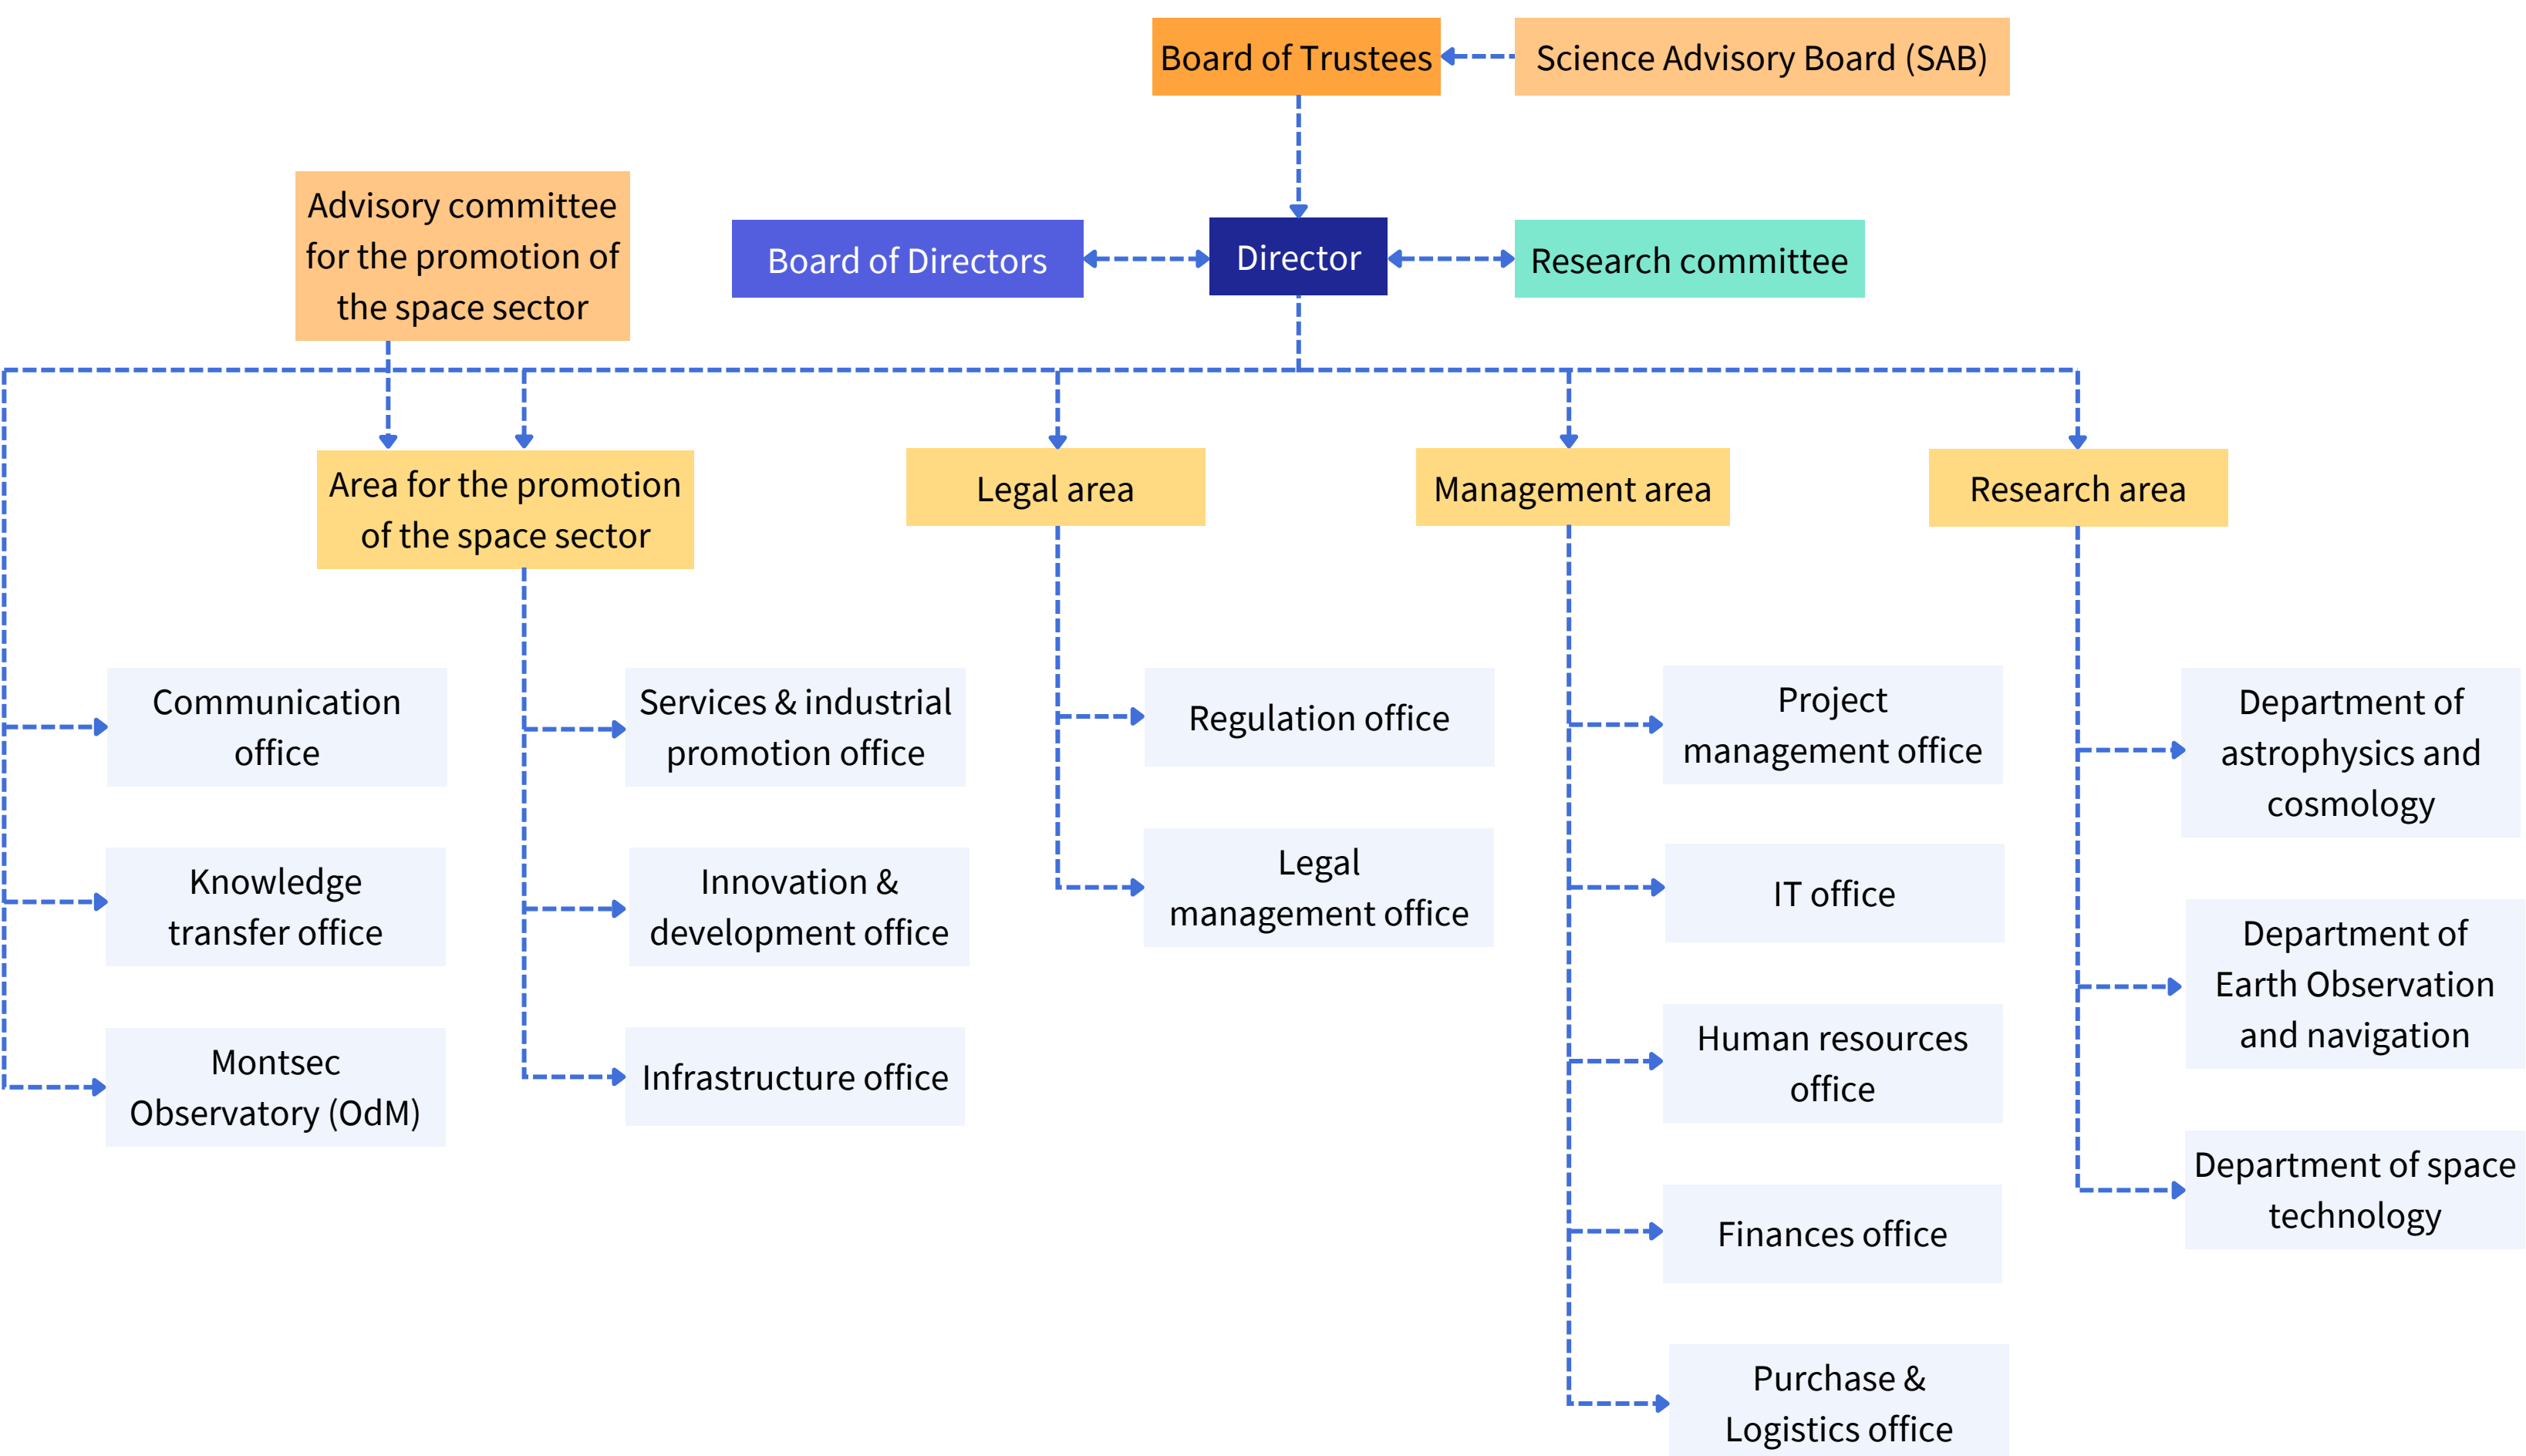 Board of Trustees
Science Advisory Board (SAB)
Advisory committee
for the promotion of
the space sector
Board of Directors
Director
Research committee
Area for the promotion
of the space sector
Legal area
Management area
Research area
Communication
office
Knowledge
transfer office
Montsec
Observatory (OdM)
Services & industrial
promotion office
Innovation &
development office
Infrastructure office
Regulation office
Legal
management office
Project
management office
IT office
Human resources
office
Finances office
Purchase &
Logistics office
Department of
astrophysics and
cosmology
Department of
Earth Observation
and navigation
Department of space
technology